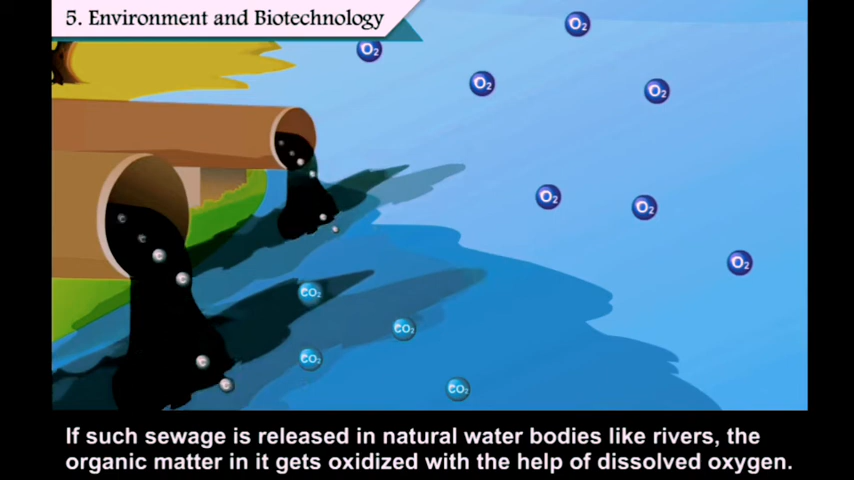 5. Environment and Biotechnology
O₂
O₂
O₂
O₂
O₂
O₂
O₂
C
C
C
C
C
C
CO₂
CO₂
CO₂
CO₂
If such sewage is released in natural water bodies like rivers, the
organic matter in it gets oxidized with the help of dissolved oxygen.